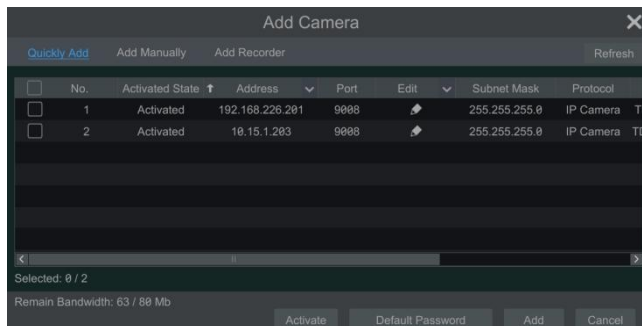 Add Camera
Quickly Add Add Manually Add Recorder Refresh
No. Activated State Address Port Edit Subnet Mask Protocol
1 Activated 192.168.226.201 9008 255.255.255.0 IP Camera
2 Activated 10.15.1.203 9008 255.255.255.0 IP Camera
Selected: 0 / 2
Remain Bandwidth: 63 / 80 Mb
Activate Default Password Add Cancel